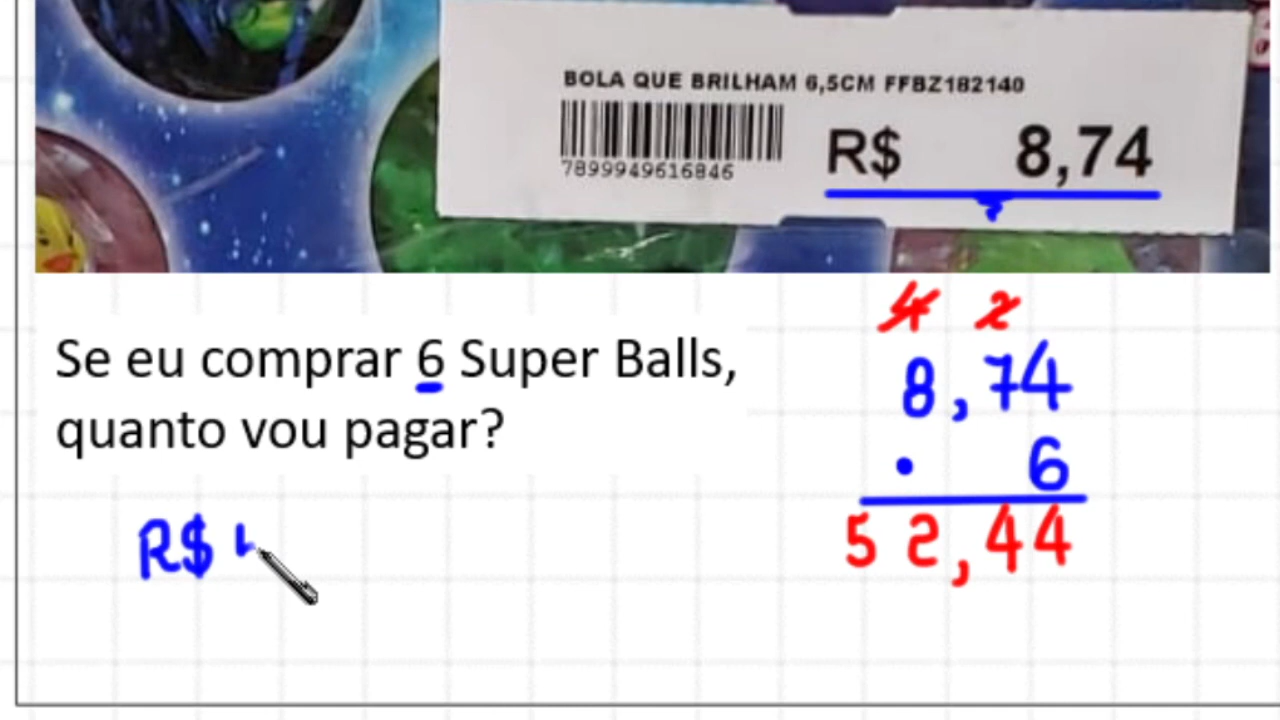 BOLA QUE BRILHAM 6,5CM FFBZ182140
7899949616846
R$ 8,74
Se eu comprar 6 Super Balls,
quanto vou pagar?
R$
4 2
8,74
. 6
52,44